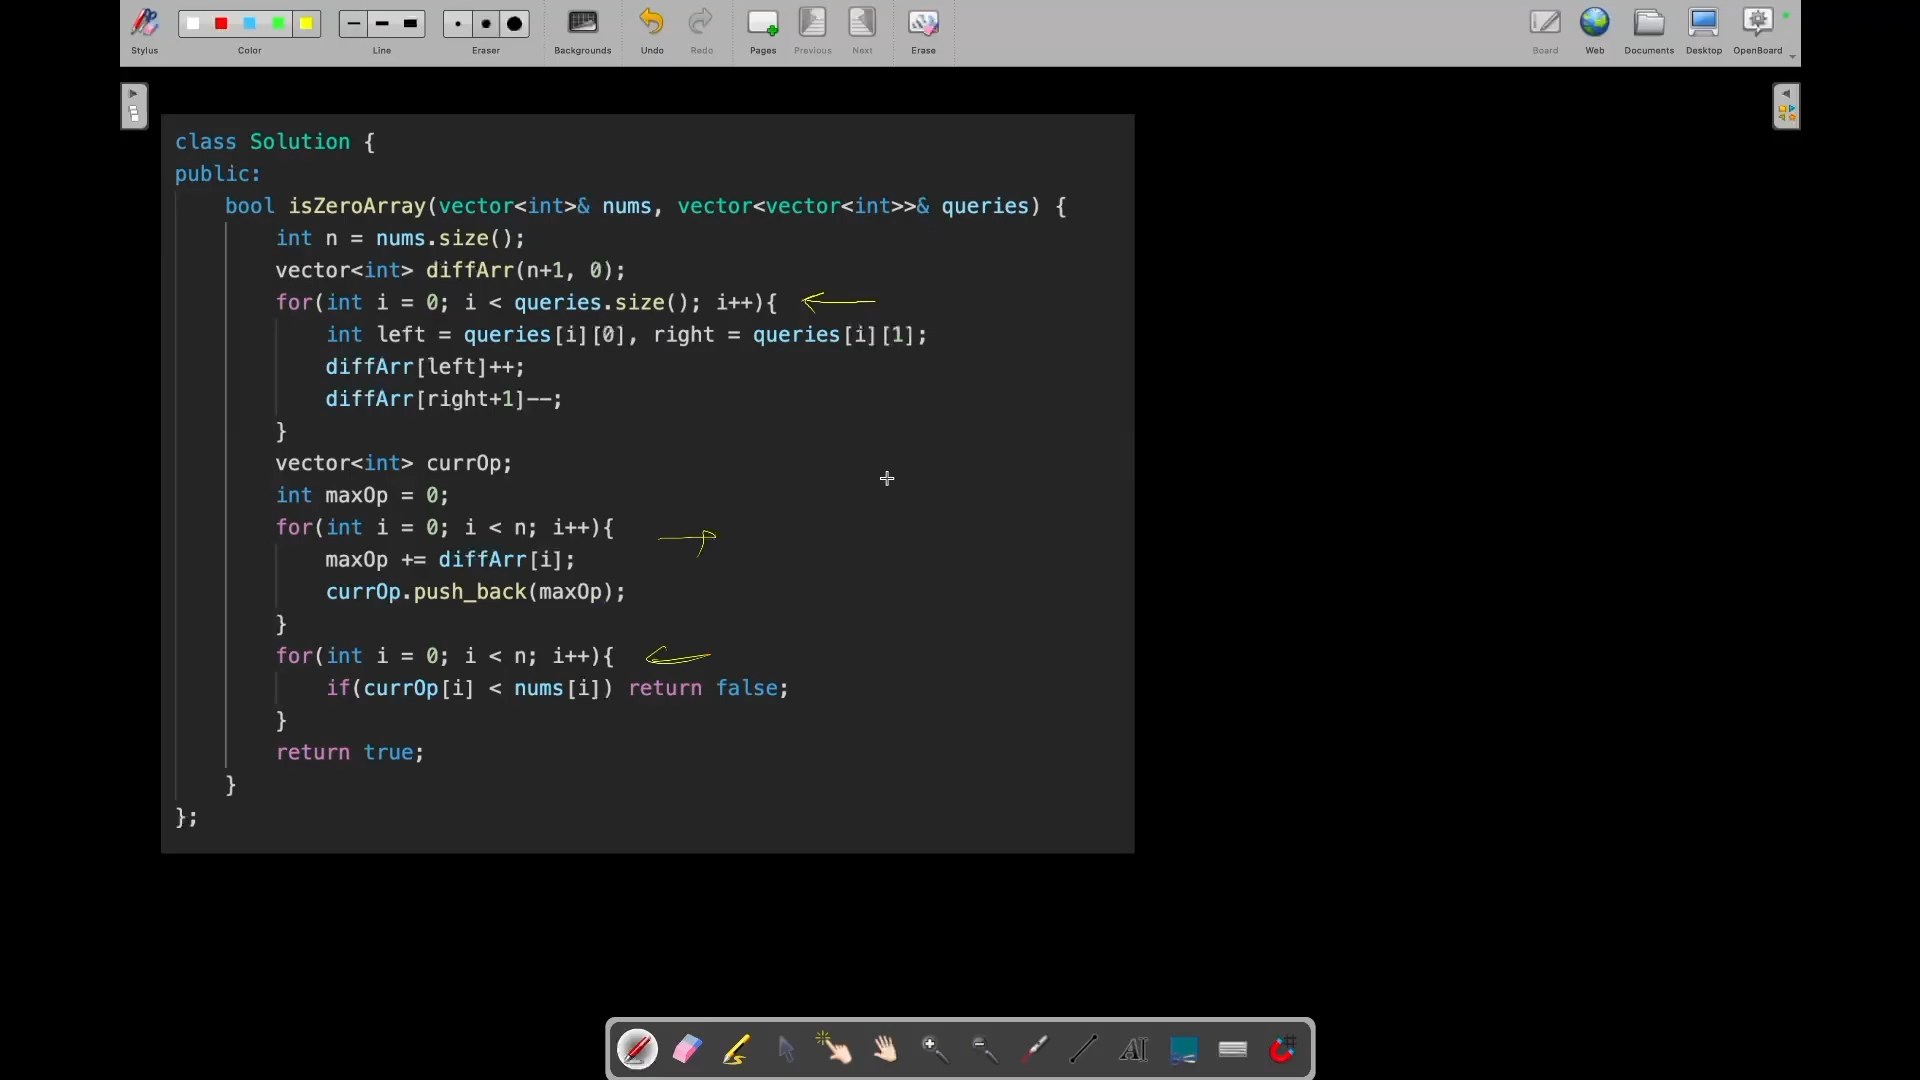 Stylus Color Line Eraser Backgrounds Undo Redo Pages Previous Next Erase Board Web Documents Desktop OpenBoard
class Solution {
public:
    bool isZeroArray(vector<int>& nums, vector<vector<int>>& queries) {
        int n = nums.size();
        vector<int> diffArr(n+1, 0);
        for(int i = 0; i < queries.size(); i++){
            int left = queries[i][0], right = queries[i][1];
            diffArr[left]++;
            diffArr[right+1]--;
        }
        vector<int> currOp;
        int maxOp = 0;
        for(int i = 0; i < n; i++){
            maxOp += diffArr[i];
            currOp.push_back(maxOp);
        }
        for(int i = 0; i < n; i++){
            if(currOp[i] < nums[i]) return false;
        }
        return true;
    }
};
AI